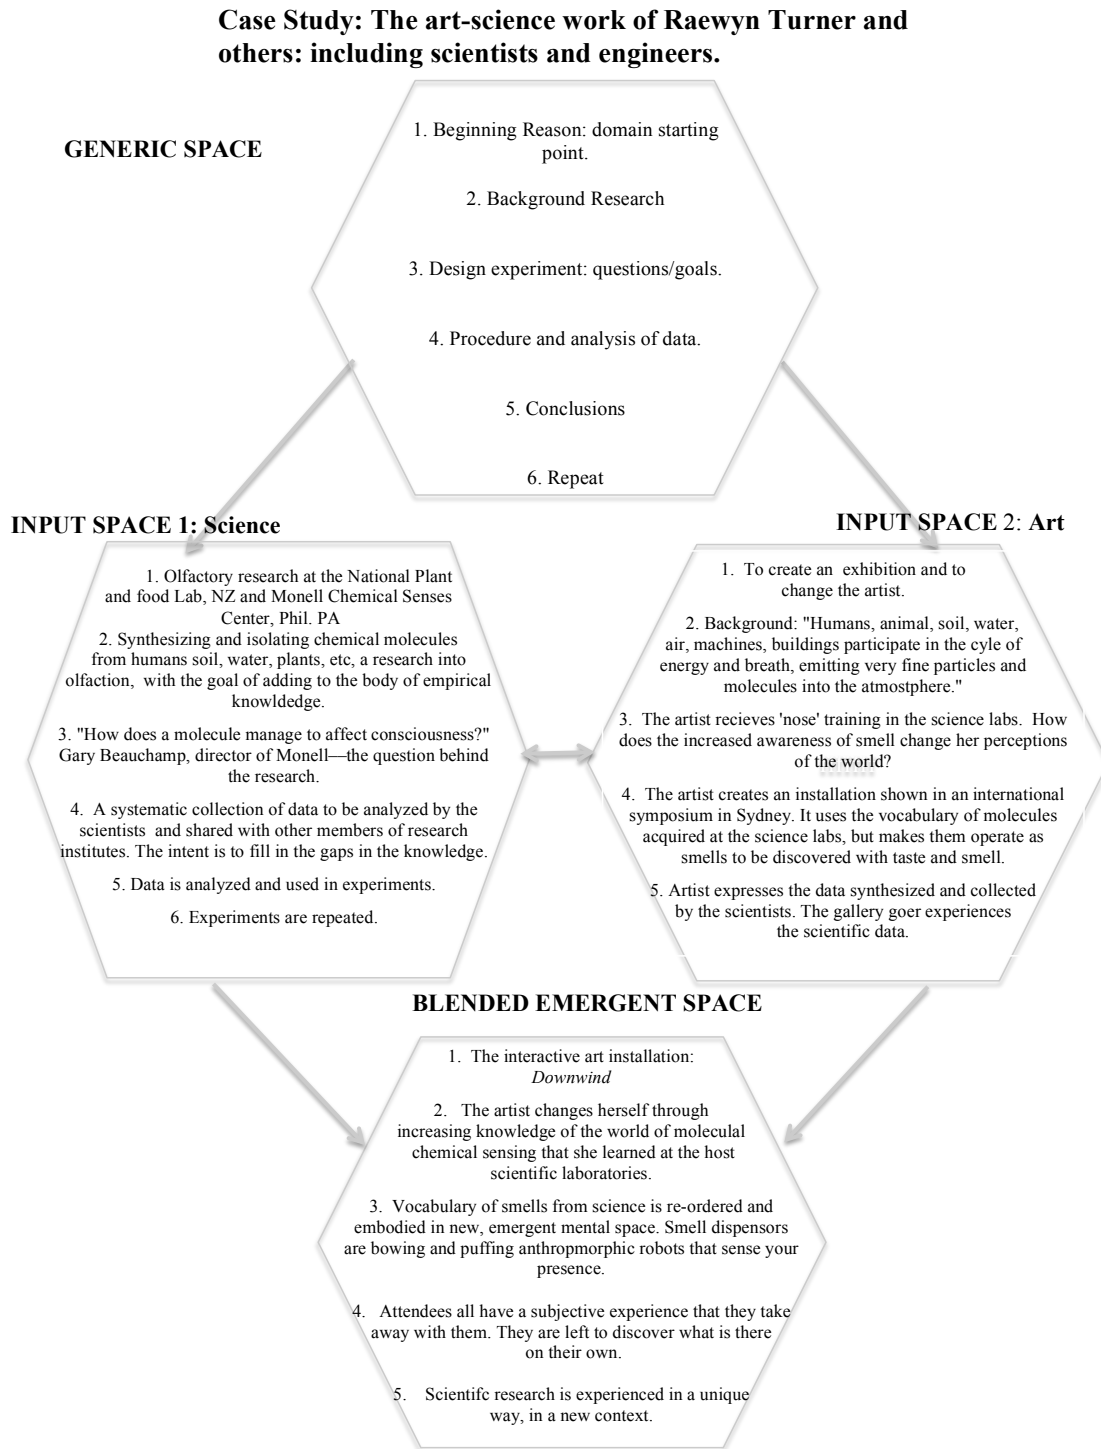 Case Study: The art-science work of Raewyn Turner and
others: including scientists and engineers.
GENERIC SPACE
1. Beginning Reason: domain starting
point.
2. Background Research
3. Design experiment: questions/goals.
4. Procedure and analysis of data.
5. Conclusions
6. Repeat
INPUT SPACE 1: Science
1. Olfactory research at the National Plant
and food Lab, NZ and Monell Chemical Senses
Center, Phil. PA
2. Synthesizing and isolating chemical molecules
from humans soil, water, plants, etc, a research into
olfaction, with the goal of adding to the body of empirical
knowldedge.
3. "How does a molecule manage to affect consciousness?"
Gary Beauchamp, director of Monell—the question behind
the research.
4. A systematic collection of data to be analyzed by the
scientists and shared with other members of research
institutes. The intent is to fill in the gaps in the knowledge.
5. Data is analyzed and used in experiments.
6. Experiments are repeated.
INPUT SPACE 2: Art
1. To create an exhibition and to
change the artist.
2. Background: "Humans, animal, soil, water,
air, machines, buildings participate in the cyle of
energy and breath, emitting very fine particles and
molecules into the atmostphere."
3. The artist recieves 'nose' training in the science labs. How
does the increased awareness of smell change her perceptions
of the world?
4. The artist creates an installation shown in an international
symposium in Sydney. It uses the vocabulary of molecules
acquired at the science labs, but makes them operate as
smells to be discovered with taste and smell.
5. Artist expresses the data synthesized and collected
by the scientists. The gallery goer experiences
the scientific data.
BLENDED EMERGENT SPACE
1. The interactive art installation:
Downwind
2. The artist changes herself through
increasing knowledge of the world of moleculal
chemical sensing that she learned at the host
scientific laboratories.
3. Vocabulary of smells from science is re-ordered and
embodied in new, emergent mental space. Smell dispensors
are bowing and puffing anthropmorphic robots that sense your
presence.
4. Attendees all have a subjective experience that they take
away with them. They are left to discover what is there
on their own.
5. Scientifc research is experienced in a unique
way, in a new context.